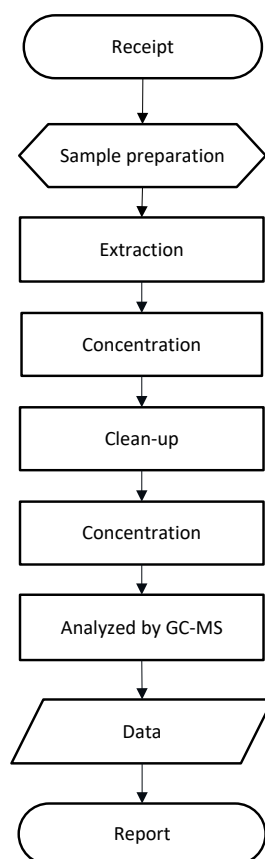 Receipt
Sample preparation
Extraction
Concentration
Clean-up
Concentration
Analyzed by GC-MS
Data
Report